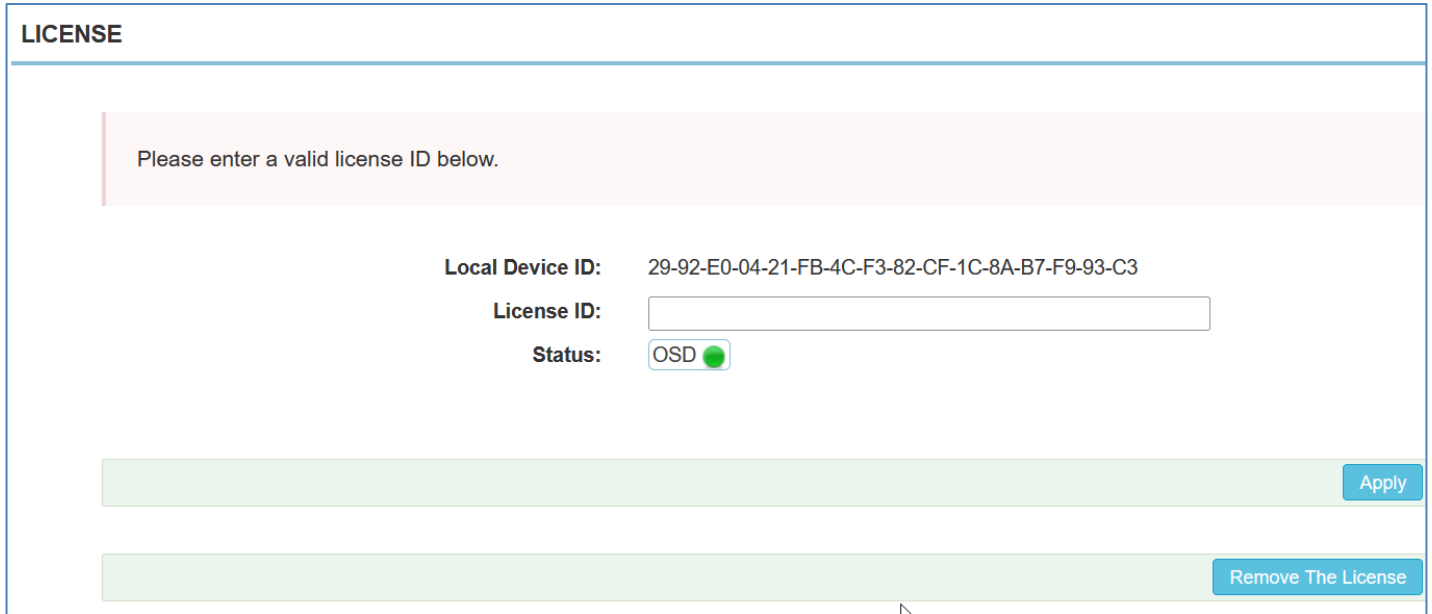 LICENSE
Please enter a valid license ID below.
Local Device ID: 29-92-E0-04-21-FB-4C-F3-82-CF-1C-8A-B7-F9-93-C3
License ID:
Status: OSD
Apply
Remove The License